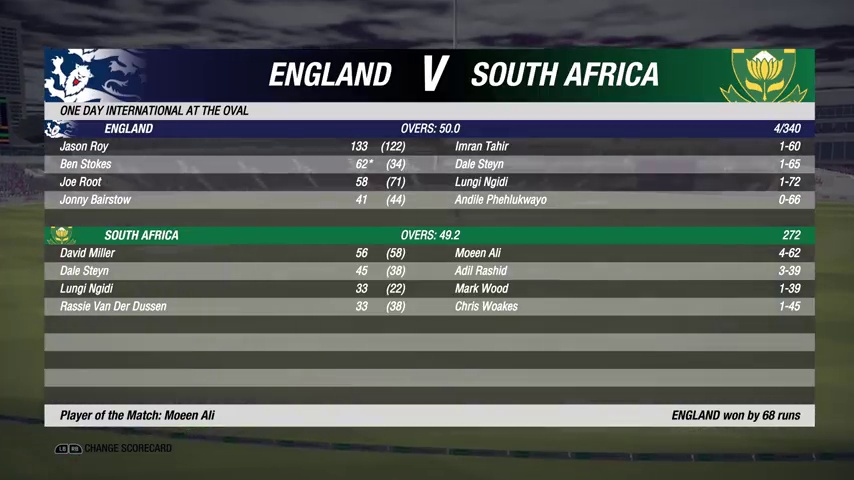 ENGLAND V SOUTH AFRICA
ONE DAY INTERNATIONAL AT THE OVAL
ENGLAND OVERS: 50.0 4/340
Jason Roy 133 (122) Imran Tahir 1-60
Ben Stokes 62* (34) Dale Steyn 1-65
Joe Root 58 (71) Lungi Ngidi 1-72
Jonny Bairstow 41 (44) Andile Phehlukwayo 0-66
SOUTH AFRICA OVERS: 49.2 272
David Miller 56 (58) Moeen Ali 4-62
Dale Steyn 45 (38) Adil Rashid 3-39
Lungi Ngidi 33 (22) Mark Wood 1-39
Rassie Van Der Dussen 33 (38) Chris Woakes 1-45
Player of the Match: Moeen Ali ENGLAND won by 68 runs
LB RB CHANGE SCORECARD